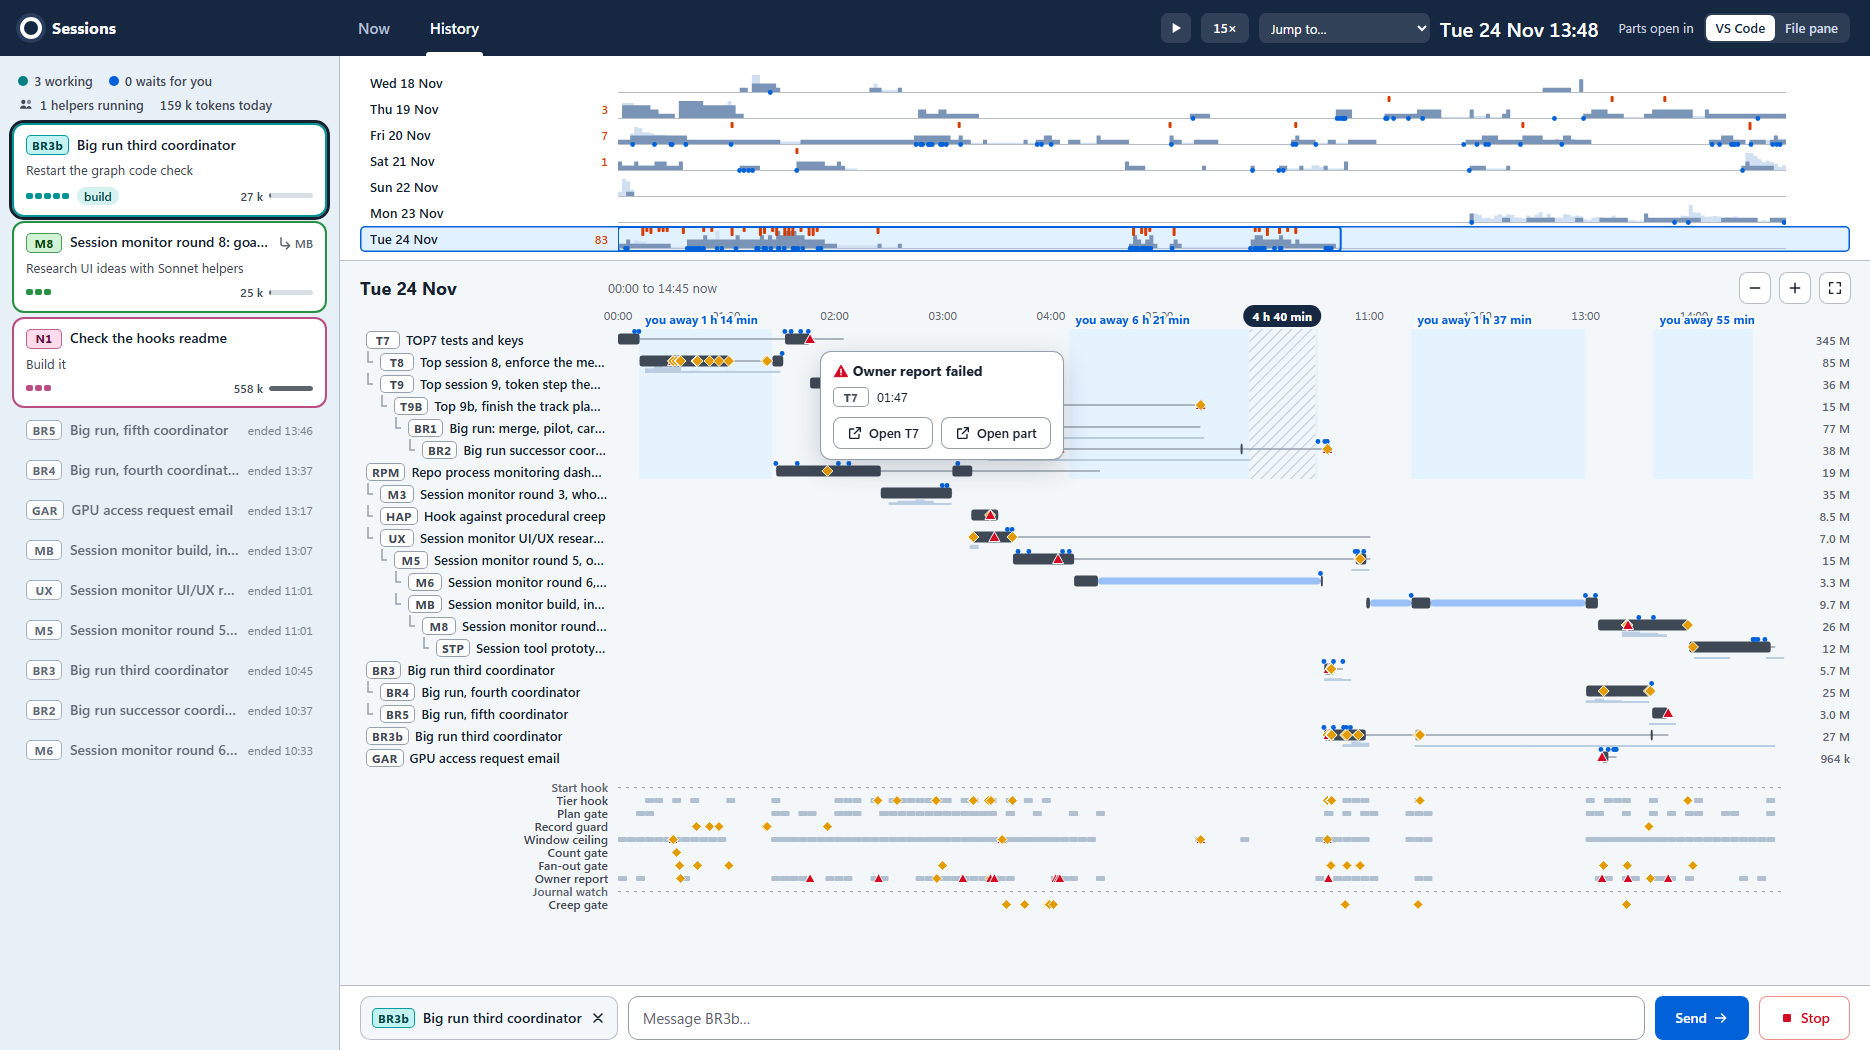 Sessions
Now
History
15×
Jump to...
Tue 24 Nov 13:48
Parts open in
VS Code
File pane
3 working
0 waits for you
1 helpers running
159 k tokens today
BR3b Big run third coordinator
Restart the graph code check
build
27 k
M8 Session monitor round 8: goa... MB
Research UI ideas with Sonnet helpers
25 k
N1 Check the hooks readme
Build it
558 k
BR5 Big run, fifth coordinator ended 13:46
BR4 Big run, fourth coordinat... ended 13:37
GAR GPU access request email ended 13:17
MB Session monitor build, in... ended 13:07
UX Session monitor UI/UX r... ended 11:01
M5 Session monitor round 5... ended 11:01
BR3 Big run third coordinator ended 10:45
BR2 Big run successor coordi... ended 10:37
M6 Session monitor round 6... ended 10:33
Wed 18 Nov
Thu 19 Nov 3
Fri 20 Nov 7
Sat 21 Nov 1
Sun 22 Nov
Mon 23 Nov
Tue 24 Nov 83
Tue 24 Nov
00:00 to 14:45 now
00:00 02:00 03:00 04:00 11:00 13:00
you away 1 h 14 min
you away 6 h 21 min
4 h 40 min
you away 1 h 37 min
you away 55 min
T7 TOP7 tests and keys 345 M
T8 Top session 8, enforce the me... 85 M
T9 Top session 9, token step the... 36 M
T9B Top 9b, finish the track pla... 15 M
BR1 Big run: merge, pilot, car... 77 M
BR2 Big run successor coor... 38 M
RPM Repo process monitoring dash... 19 M
M3 Session monitor round 3, who... 35 M
HAP Hook against procedural creep 8.5 M
UX Session monitor UI/UX resear... 7.0 M
M5 Session monitor round 5, o... 15 M
M6 Session monitor round 6,... 3.3 M
MB Session monitor build, in... 9.7 M
M8 Session monitor round... 26 M
STP Session tool prototy... 12 M
BR3 Big run third coordinator 5.7 M
BR4 Big run, fourth coordinator 25 M
BR5 Big run, fifth coordinator 3.0 M
BR3b Big run third coordinator 27 M
GAR GPU access request email 964 k
Owner report failed
T7 01:47
Open T7
Open part
Start hook
Tier hook
Plan gate
Record guard
Window ceiling
Count gate
Fan-out gate
Owner report
Journal watch
Creep gate
BR3b Big run third coordinator
Message BR3b...
Send
Stop